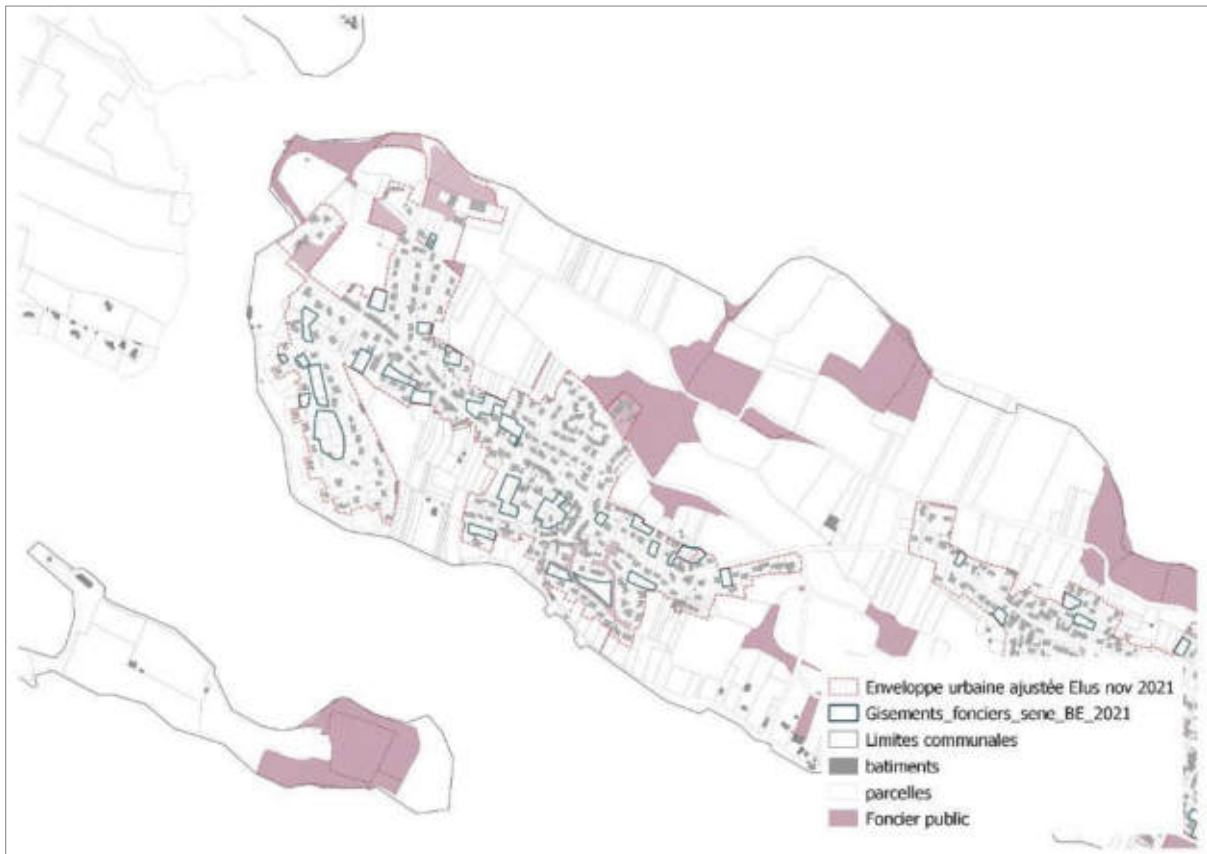 Enveloppe urbaine ajustée Elus nov 2021
Gisements_fonciers_sene_BE_2021
Limites communales
batiments
parcelles
Foncier public